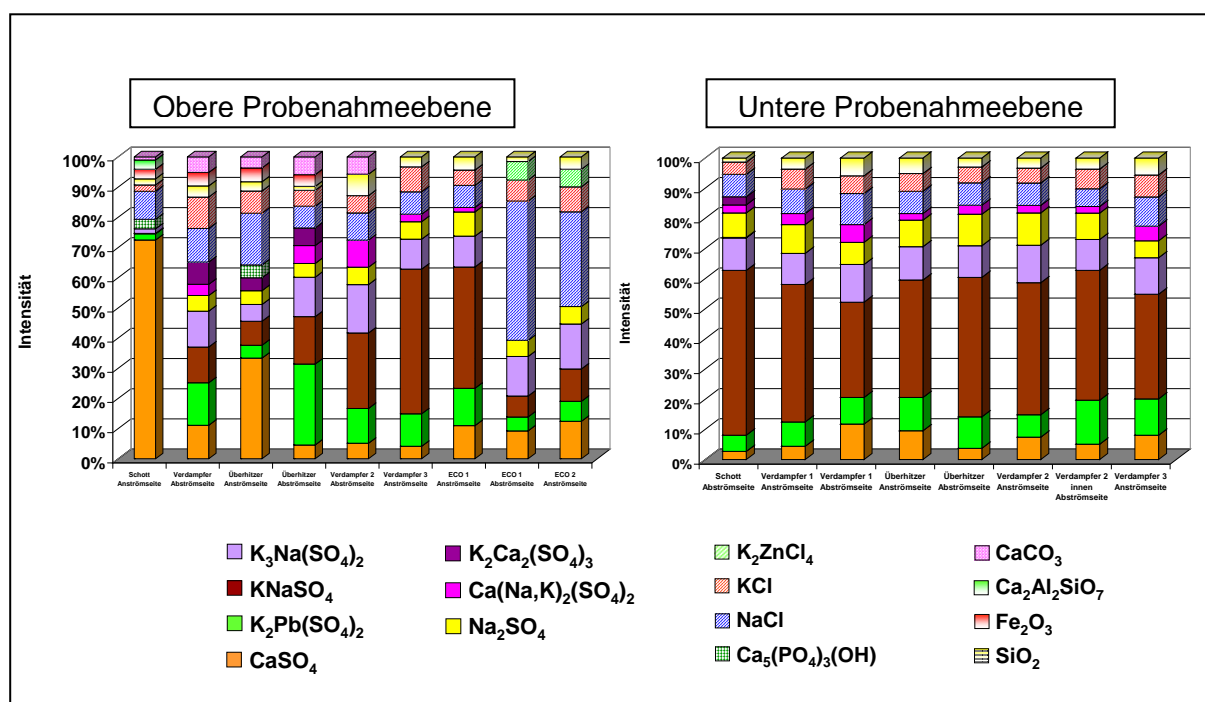 Obere Probenahmeebene
Untere Probenahmeebene
Intensität
100%
90%
80%
70%
60%
50%
40%
30%
20%
10%
0%
Schott
Anströmseite
Verdampfer
Abströmseite
Überhitzer
Anströmseite
Überhitzer
Abströmseite
Verdampfer 2
Abströmseite
Verdampfer 3
Anströmseite
ECO 1
Anströmseite
ECO 1
Abströmseite
ECO 2
Anströmseite
Intensität
100%
90%
80%
70%
60%
50%
40%
30%
20%
10%
0%
Schott
Abströmseite
Verdampfer 1
Anströmseite
Verdampfer 1
Abströmseite
Überhitzer
Anströmseite
Überhitzer
Abströmseite
Verdampfer 2
Anströmseite
Verdampfer 2
innen
Abströmseite
Verdampfer 3
Anströmseite
K₃Na(SO₄)₂
KNaSO₄
K₂Pb(SO₄)₂
CaSO₄
K₂Ca₂(SO₄)₃
Ca(Na,K)₂(SO₄)₂
Na₂SO₄
K₂ZnCl₄
KCl
NaCl
Ca₅(PO₄)₃(OH)
CaCO₃
Ca₂Al₂SiO₇
Fe₂O₃
SiO₂